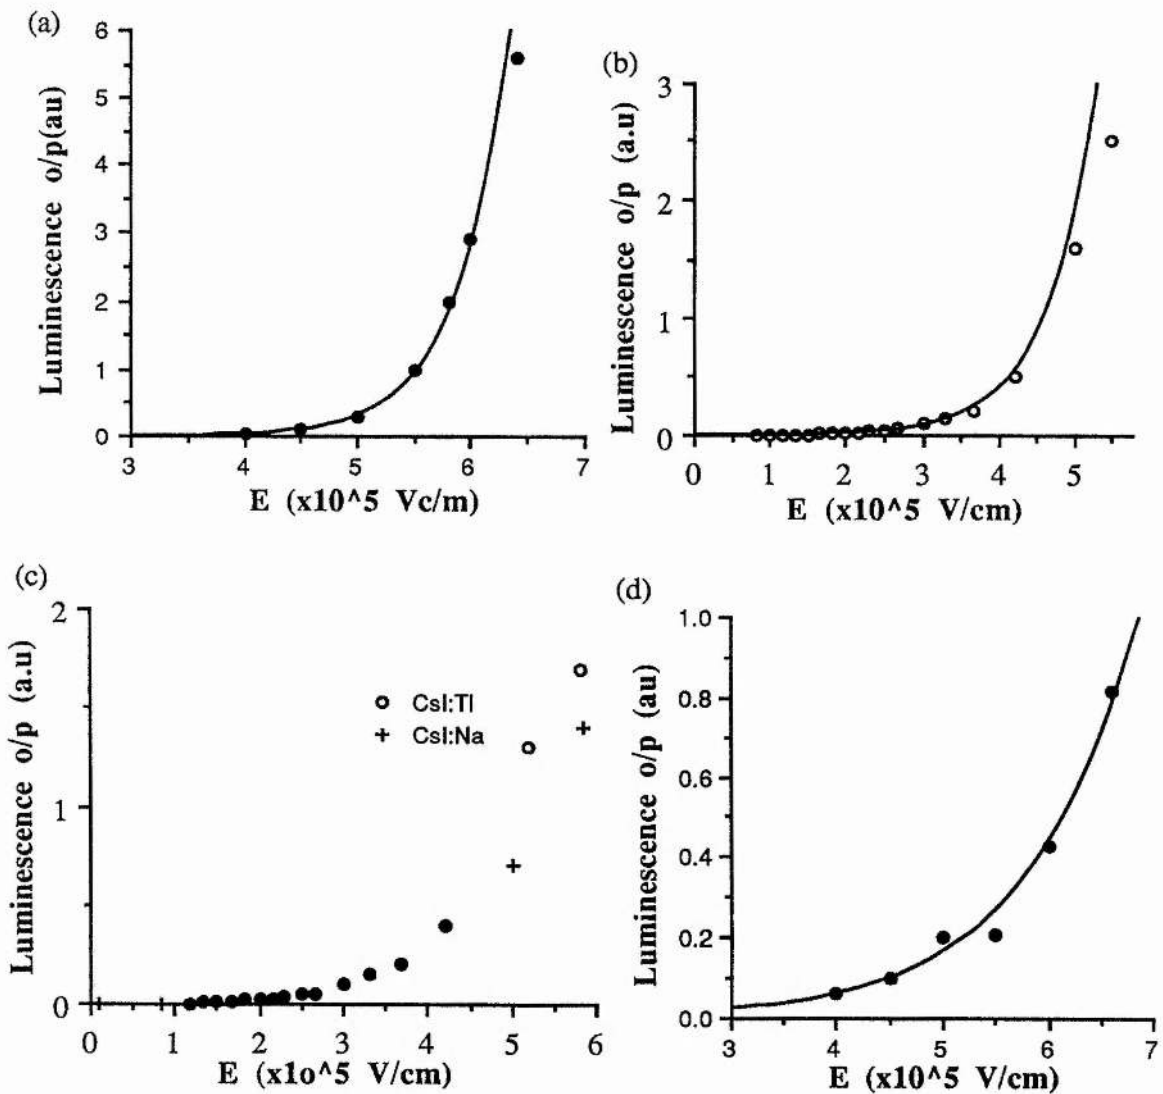 (a)
Luminescence o/p(au)
6
5
4
3
2
1
0
3 4 5 6 7
E (x10^5 Vc/m)
(b)
Luminescence o/p (a.u)
3
2
1
0
0 1 2 3 4 5
E (x10^5 V/cm)
(c)
Luminescence o/p (a.u)
2
1
0
CsI:Tl
CsI:Na
0 1 2 3 4 5 6
E (x1o^5 V/cm)
(d)
Luminescence o/p (au)
1.0
0.8
0.6
0.4
0.2
0.0
3 4 5 6 7
E (x10^5 V/cm)